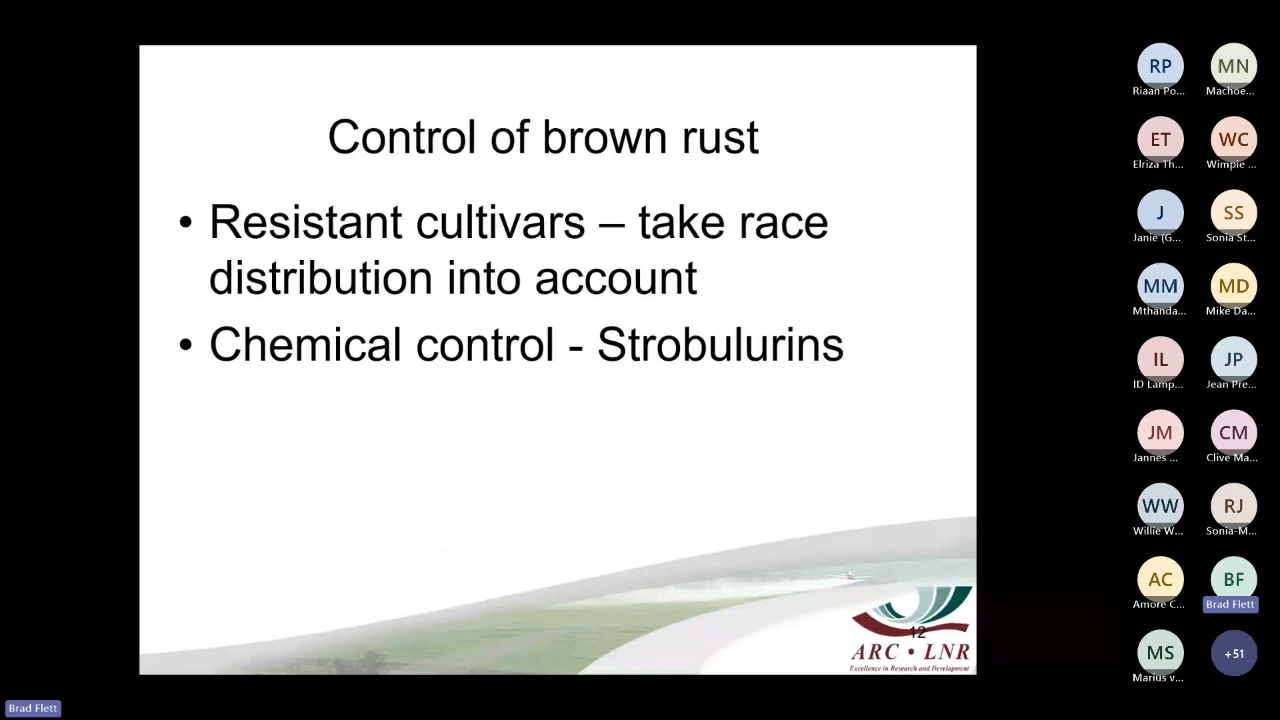 Control of brown rust
• Resistant cultivars – take race
distribution into account
• Chemical control - Strobulurins
12
ARC • LNR
Excellence in Research and Development
RP
MN
Riaan Po...
Machoe...
ET
WC
Elriza Th...
Wimpie ...
J
SS
Janie (G...
Sonia St...
MM
MD
Mthanda...
Mike Da...
IL
JP
ID Lamp...
Jean Pre...
JM
CM
Jannes ...
Clive Ma...
WW
RJ
Willie W...
Sonia-M...
AC
BF
Amore C...
Brad Flett
MS
+51
Marius v...
Brad Flett